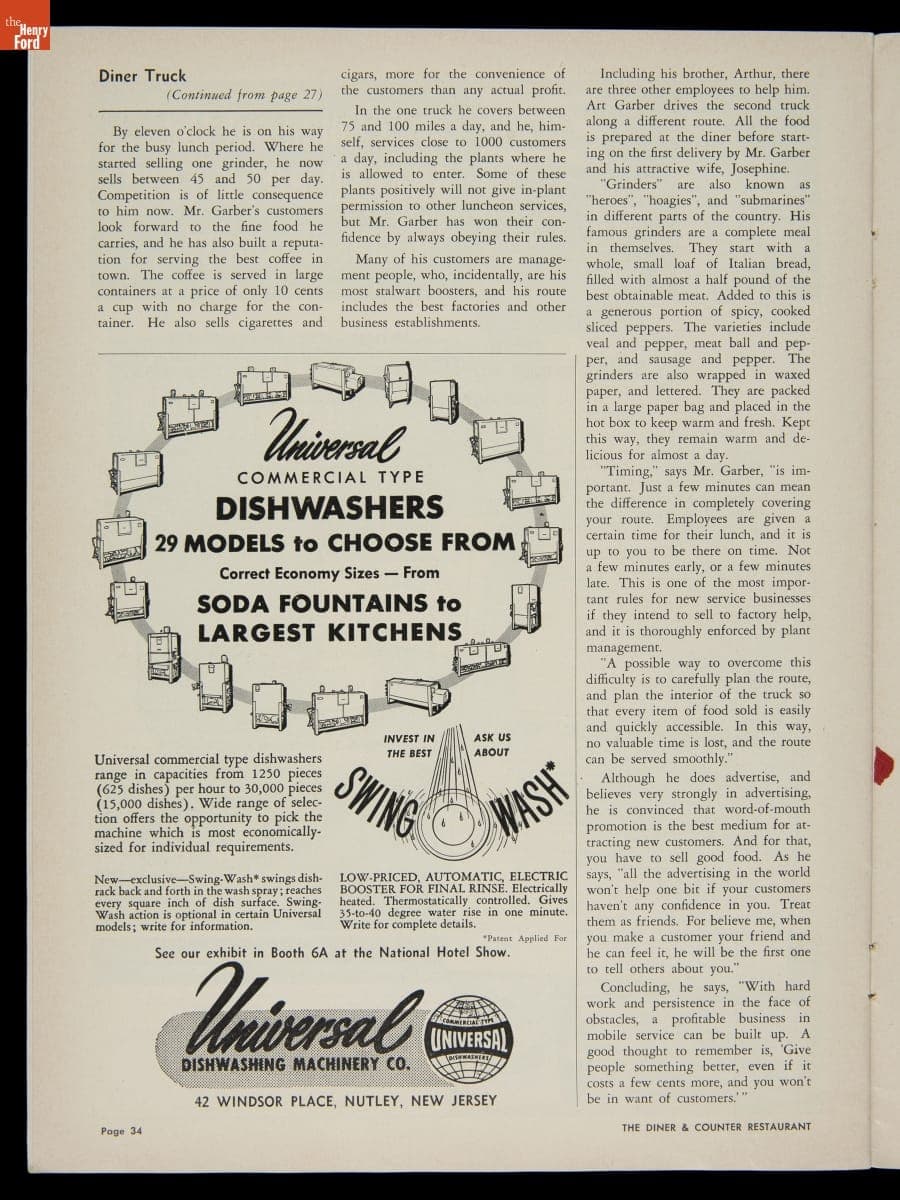 the
Henry
Ford
Diner Truck
(Continued from page 27)
By eleven o'clock he is on his way
for the busy lunch period. Where he
started selling one grinder, he now
sells between 45 and 50 per day.
Competition is of little consequence
to him now. Mr. Garber's customers
look forward to the fine food he
carries, and he has also built a reputa-
tion for serving the best coffee in
town. The coffee is served in large
containers at a price of only 10 cents
a cup with no charge for the con-
tainer. He also sells cigarettes and
cigars, more for the convenience of
the customers than any actual profit.
In the one truck he covers between
75 and 100 miles a day, and he, him-
self, services close to 1000 customers
a day, including the plants where he
is allowed to enter. Some of these
plants positively will not give in-plant
permission to other luncheon services,
but Mr. Garber has won their con-
fidence by always obeying their rules.
Many of his customers are manage-
ment people, who, incidentally, are his
most stalwart boosters, and his route
includes the best factories and other
business establishments.
Including his brother, Arthur, there
are three other employees to help him.
Art Garber drives the second truck
along a different route. All the food
is prepared at the diner before start-
ing on the first delivery by Mr. Garber
and his attractive wife, Josephine.
"Grinders" are also known as
"heroes", "hoagies", and "submarines"
in different parts of the country. His
famous grinders are a complete meal
in themselves. They start with a
whole, small loaf of Italian bread,
filled with almost a half pound of the
best obtainable meat. Added to this is
a generous portion of spicy, cooked
sliced peppers. The varieties include
veal and pepper, meat ball and pep-
per, and sausage and pepper. The
grinders are also wrapped in waxed
paper, and lettered. They are packed
in a large paper bag and placed in the
hot box to keep warm and fresh. Kept
this way, they remain warm and de-
licious for almost a day.
"Timing," says Mr. Garber, "is im-
portant. Just a few minutes can mean
the difference in completely covering
your route. Employees are given a
certain time for their lunch, and it is
up to you to be there on time. Not
a few minutes early, or a few minutes
late. This is one of the most impor-
tant rules for new service businesses
if they intend to sell to factory help,
and it is thoroughly enforced by plant
management.
"A possible way to overcome this
difficulty is to carefully plan the route,
and plan the interior of the truck so
that every item of food sold is easily
and quickly accessible. In this way,
no valuable time is lost, and the route
can be served smoothly."
Although he does advertise, and
believes very strongly in advertising,
he is convinced that word-of-mouth
promotion is the best medium for at-
tracting new customers. And for that,
you have to sell good food. As he
says, "all the advertising in the world
won't help one bit if your customers
haven't any confidence in you. Treat
them as friends. For believe me, when
you make a customer your friend and
he can feel it, he will be the first one
to tell others about you."
Concluding, he says, "With hard
work and persistence in the face of
obstacles, a profitable business in
mobile service can be built up. A
good thought to remember is, 'Give
people something better, even if it
costs a few cents more, and you won't
be in want of customers.'"
Universal
COMMERCIAL TYPE
DISHWASHERS
29 MODELS to CHOOSE FROM
Correct Economy Sizes — From
SODA FOUNTAINS to
LARGEST KITCHENS
Universal commercial type dishwashers
range in capacities from 1250 pieces
(625 dishes) per hour to 30,000 pieces
(15,000 dishes). Wide range of selec-
tion offers the opportunity to pick the
machine which is most economically-
sized for individual requirements.
INVEST IN
THE BEST
ASK US
ABOUT
SWING WASH*
New—exclusive—Swing-Wash* swings dish-
rack back and forth in the wash spray; reaches
every square inch of dish surface. Swing-
Wash action is optional in certain Universal
models; write for information.
LOW-PRICED, AUTOMATIC, ELECTRIC
BOOSTER FOR FINAL RINSE. Electrically
heated. Thermostatically controlled. Gives
35-to-40 degree water rise in one minute.
Write for complete details.
*Patent Applied For
See our exhibit in Booth 6A at the National Hotel Show.
Universal
DISHWASHING MACHINERY CO.
COMMERCIAL TYPE
UNIVERSAL
DISHWASHERS
42 WINDSOR PLACE, NUTLEY, NEW JERSEY
Page 34
THE DINER & COUNTER RESTAURANT